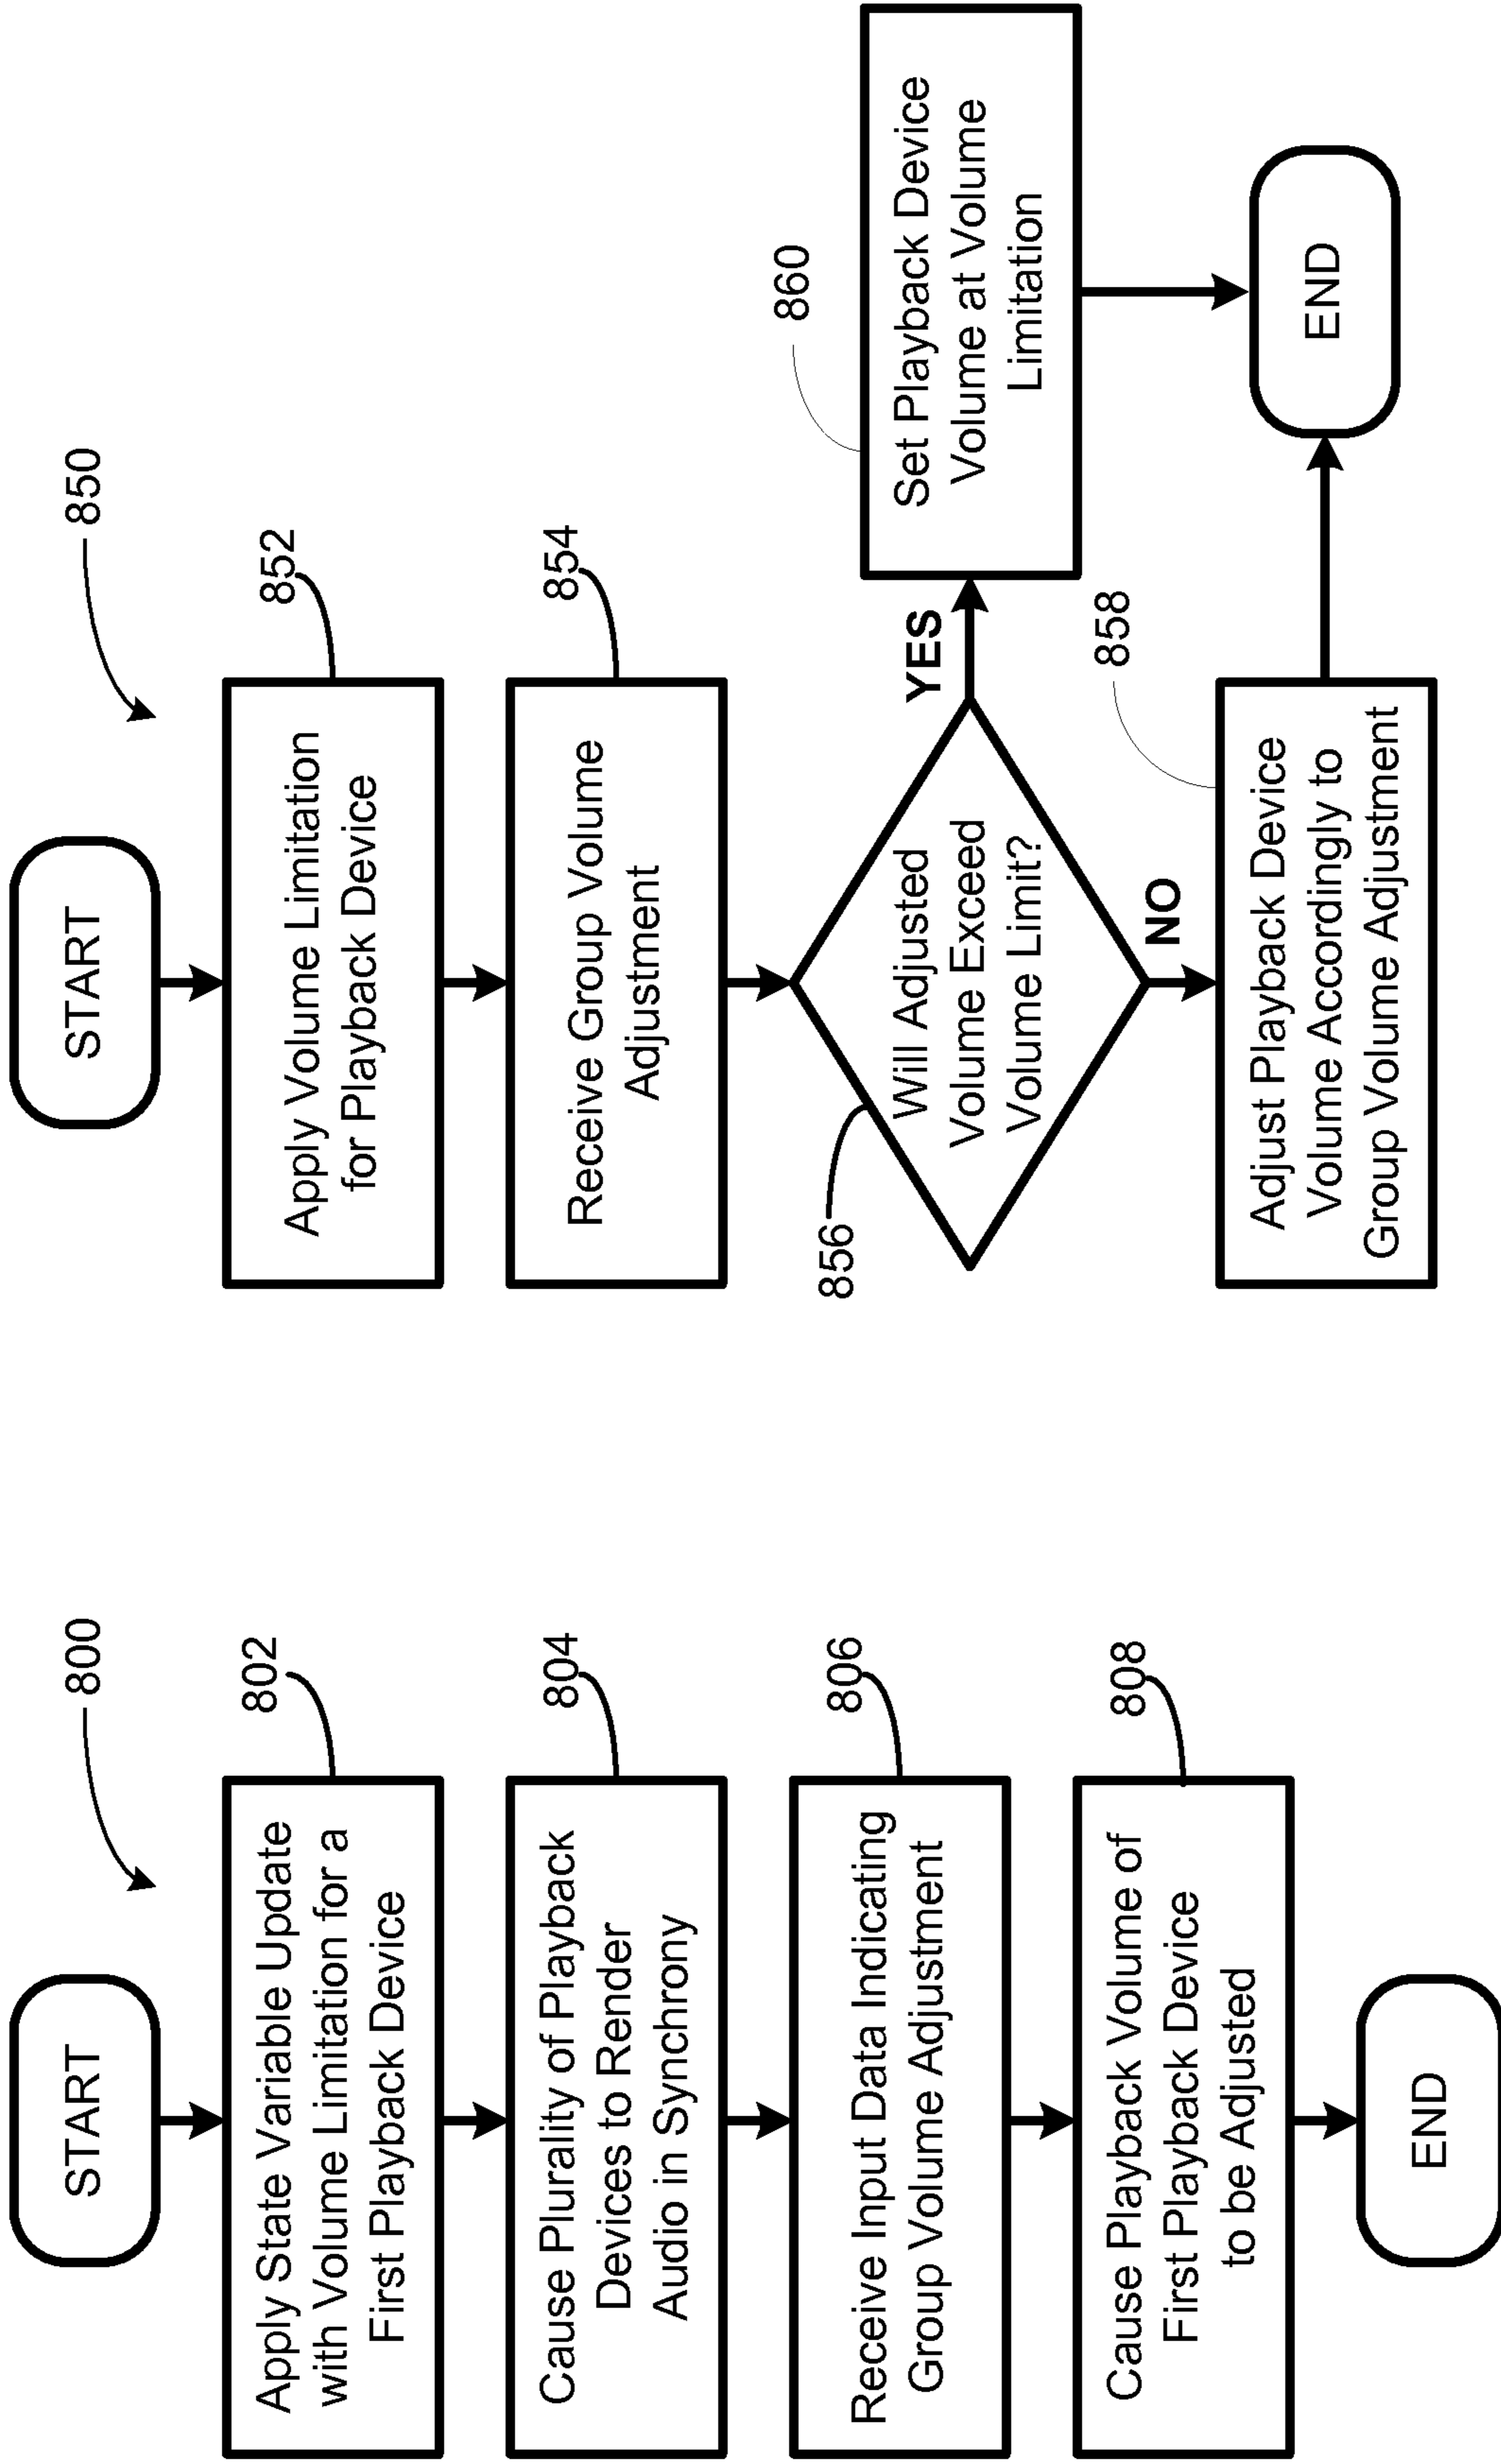 800
START
Apply State Variable Update
with Volume Limitation for a
First Playback Device
802
Cause Plurality of Playback
Devices to Render
Audio in Synchrony
804
Receive Input Data Indicating
Group Volume Adjustment
806
Cause Playback Volume of
First Playback Device
to be Adjusted
808
END
850
START
Apply Volume Limitation
for Playback Device
852
Receive Group Volume
Adjustment
854
856
Will Adjusted
Volume Exceed
Volume Limit?
YES
860
Set Playback Device
Volume at Volume
Limitation
NO
858
Adjust Playback Device
Volume Accordingly to
Group Volume Adjustment
END